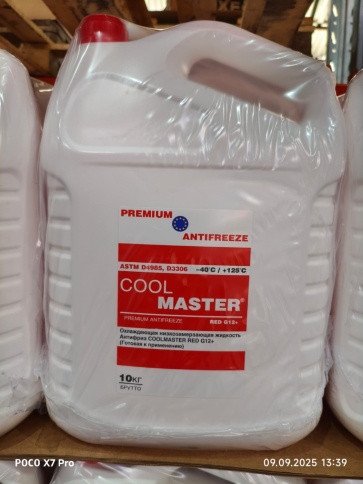 PREMIUM
ANTIFREEZE
ASTM D4985, D3306 –40°C / +125°C
COOL
MASTER®
PREMIUM ANTIFREEZE RED G12+
Охлаждающая низкозамерзающая жидкость
Антифриз COOLMASTER RED G12+
(Готовая к применению)
10КГ
БРУТТО
POCO X7 Pro
09.09.2025 13:39